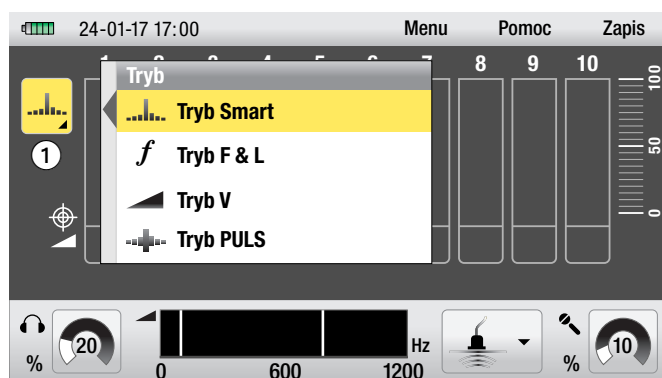 24-01-17 17:00 Menu Pomoc Zapis
7 8 9 10
Tryb
Tryb Smart
f Tryb F & L
Tryb V
Tryb PULS
1
100
50
0
% 20
Hz
0 600 1200
% 10